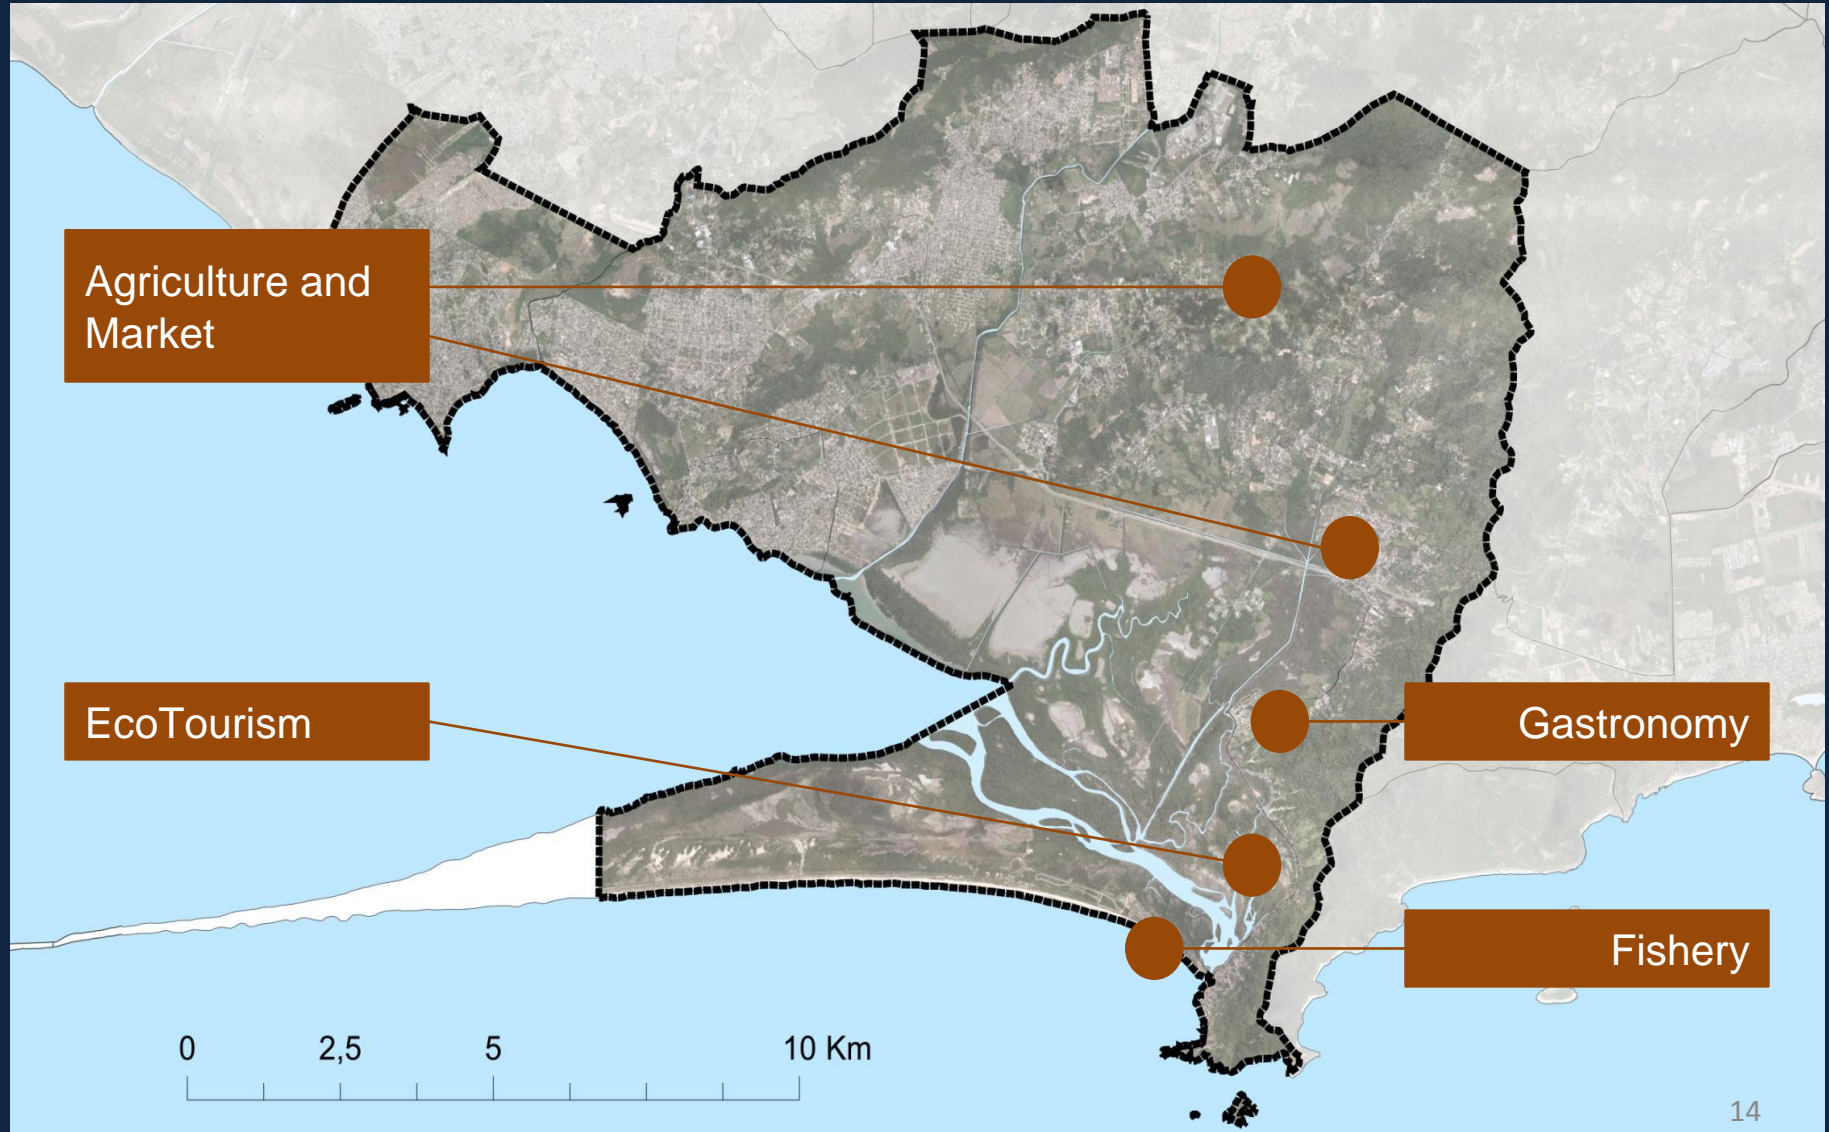 Agriculture and
Market
EcoTourism
Gastronomy
Fishery
0 2,5 5 10 Km
14